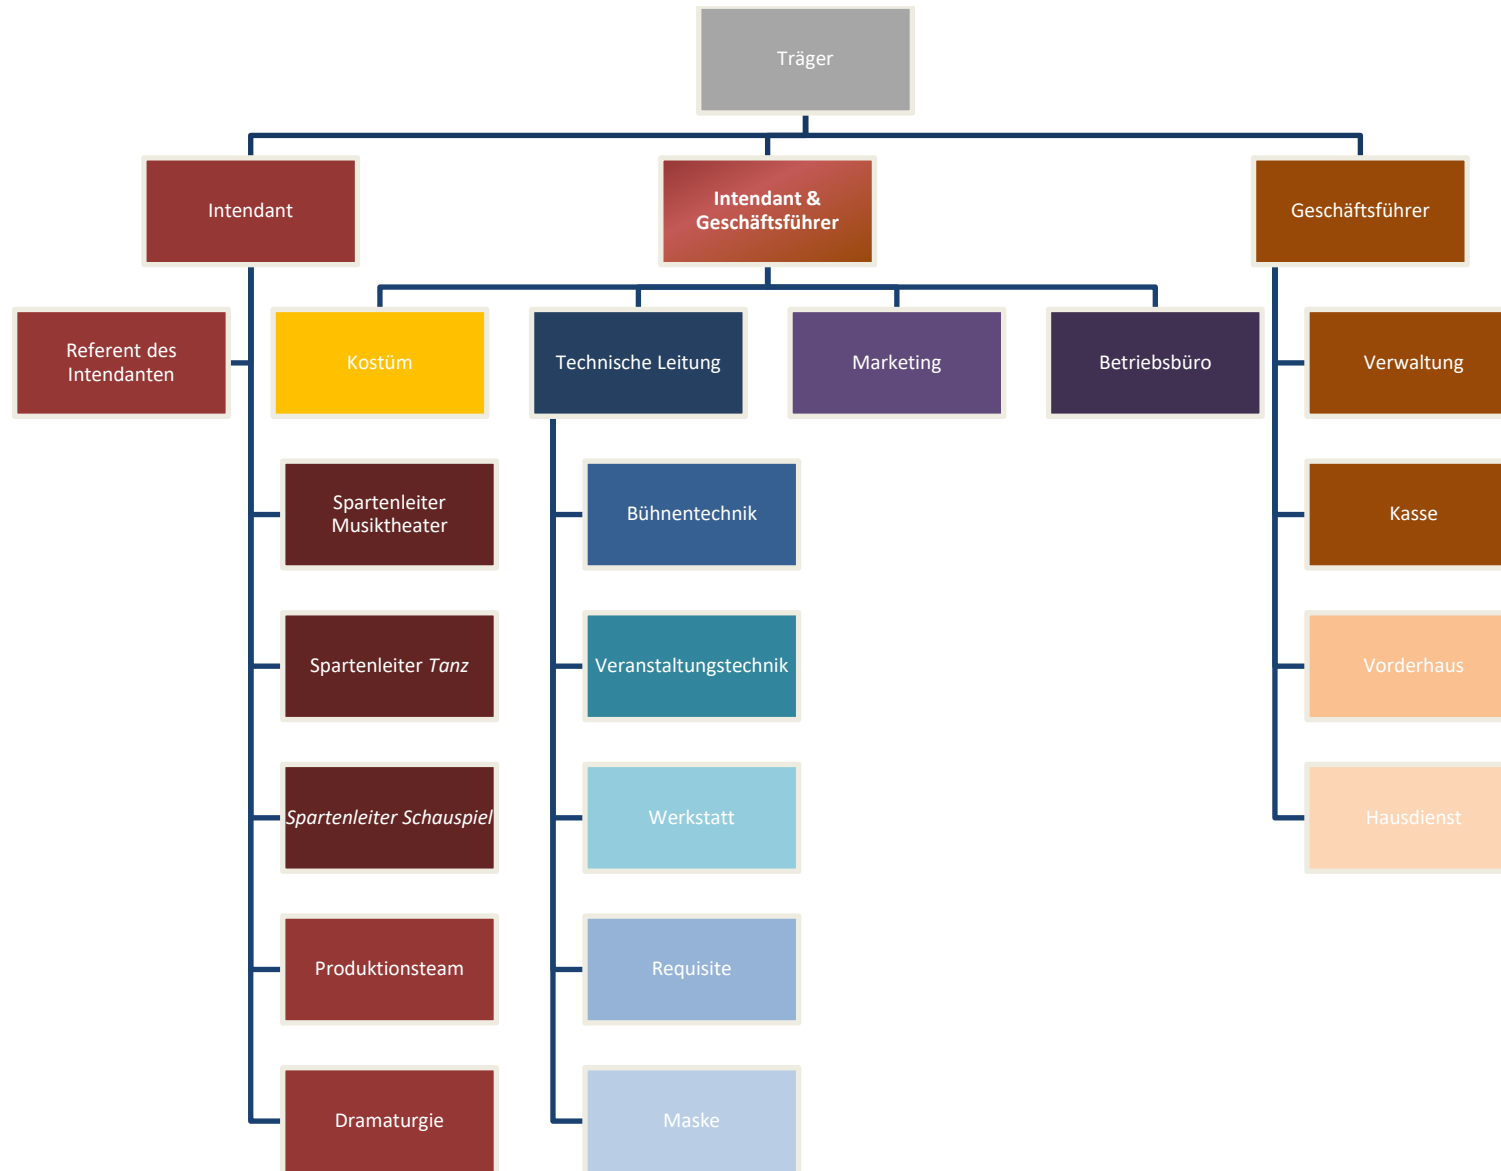 Träger
Intendant
Intendant &
Geschäftsführer
Geschäftsführer
Referent des
Intendanten
Kostüm
Technische Leitung
Marketing
Betriebsbüro
Verwaltung
Spartenleiter
Musiktheater
Bühnentechnik
Kasse
Spartenleiter Tanz
Veranstaltungstechnik
Vorderhaus
Spartenleiter Schauspiel
Werkstatt
Hausdienst
Produktionsteam
Requisite
Dramaturgie
Maske